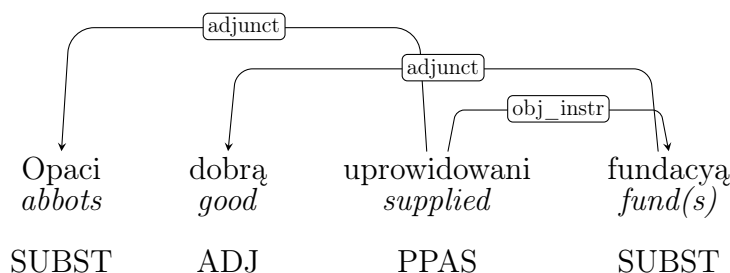 adjunct
adjunct
obj_instr
Opaci dobrą uprowidowani fundacyą
abbots good supplied fund(s)
SUBST ADJ PPAS SUBST